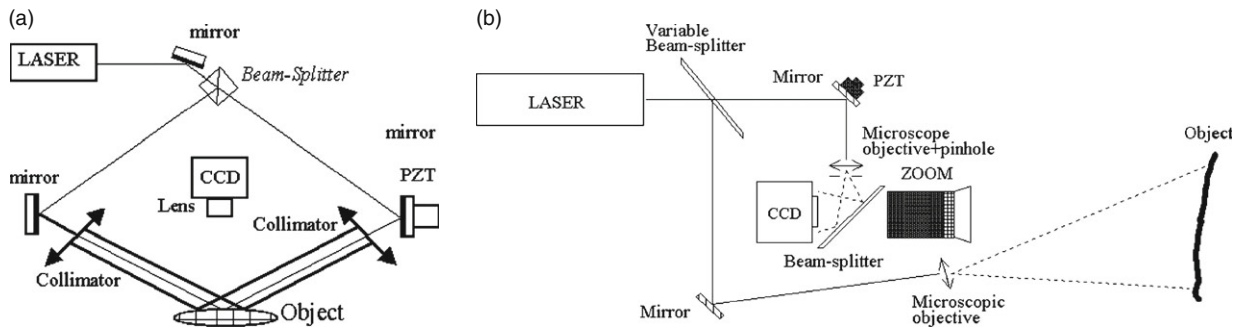 (a)
mirror
LASER
Beam-Splitter
mirror
mirror
CCD
PZT
Lens
Collimator
Collimator
Object
(b)
Variable
Beam-splitter
Mirror
PZT
LASER
Microscope
objective+pinhole
Object
ZOOM
CCD
Beam-splitter
Mirror
Microscopic
objective